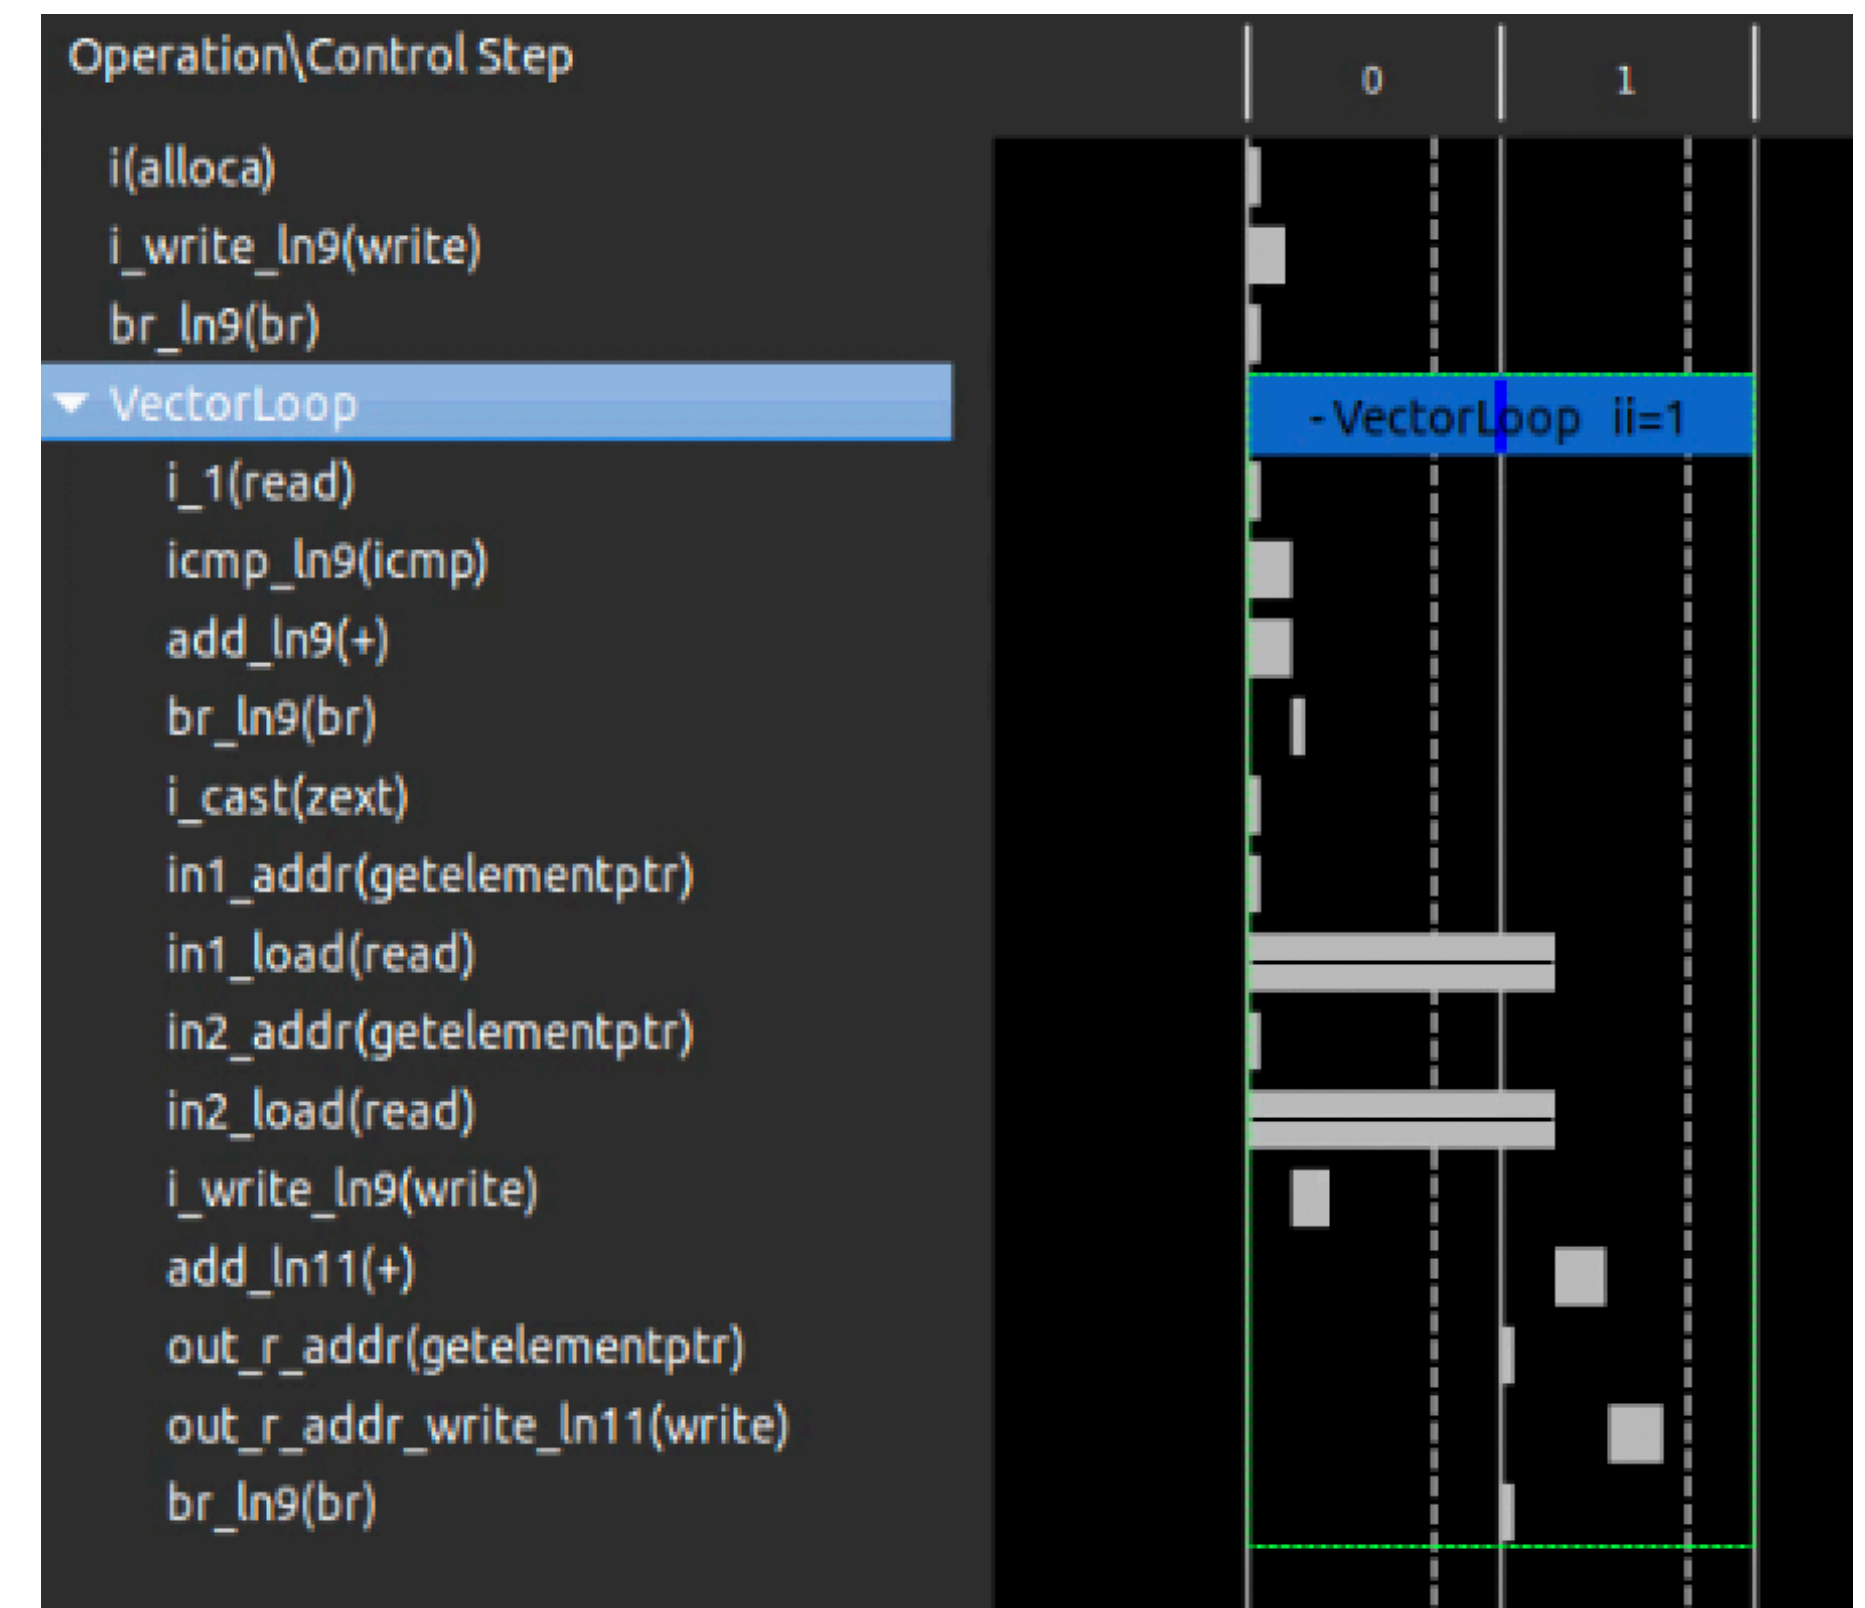 Operation\Control Step
0 1
i(alloca)
i_write_ln9(write)
br_ln9(br)
VectorLoop
-VectorLoop ii=1
i_1(read)
icmp_ln9(icmp)
add_ln9(+)
br_ln9(br)
i_cast(zext)
in1_addr(getelementptr)
in1_load(read)
in2_addr(getelementptr)
in2_load(read)
i_write_ln9(write)
add_ln11(+)
out_r_addr(getelementptr)
out_r_addr_write_ln11(write)
br_ln9(br)